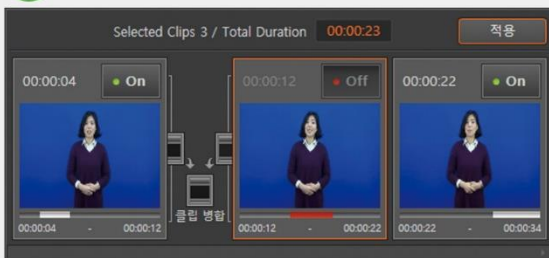 Selected Clips 3 / Total Duration 00:00:23 적용
00:00:04 On
00:00:12 Off
00:00:22 On
클립 병합
00:00:04 - 00:00:12
00:00:12 - 00:00:22
00:00:22 - 00:00:34